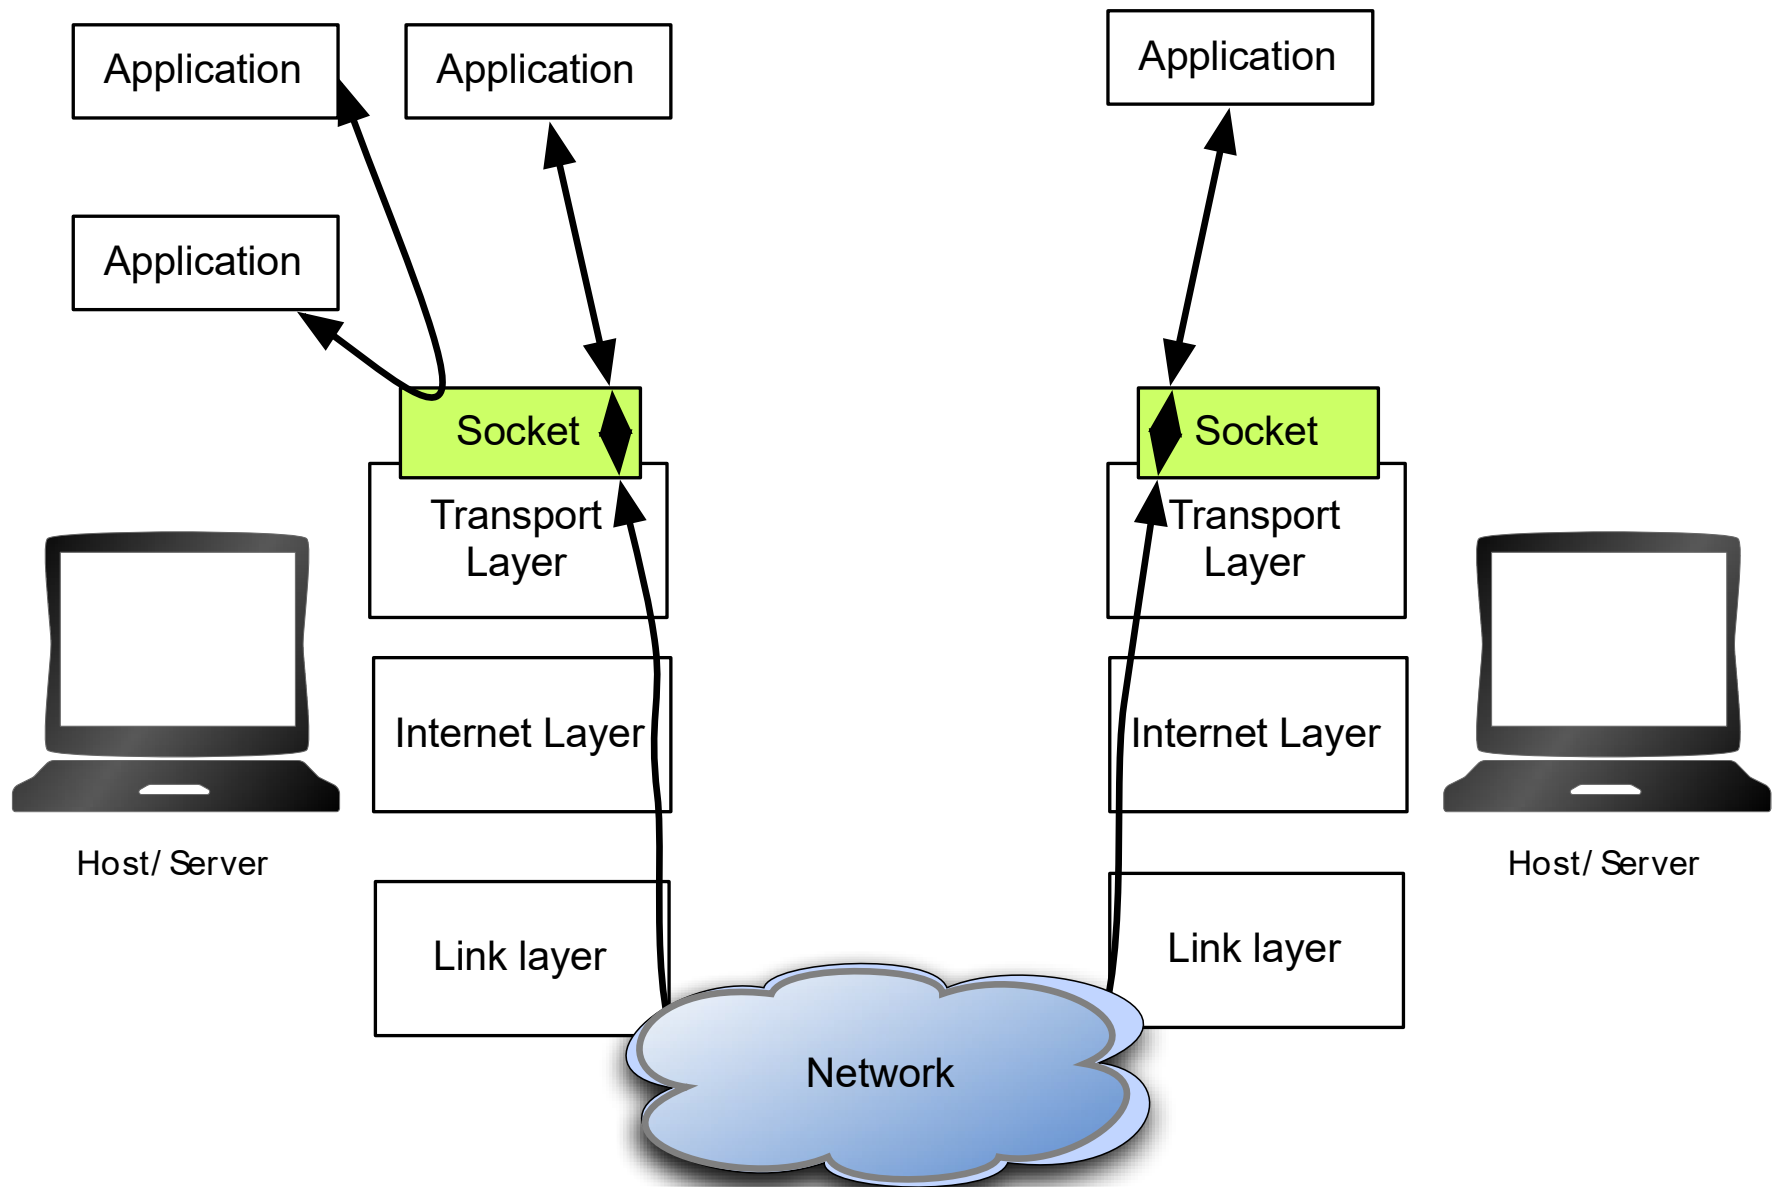 Application
Application
Application
Application
Socket
Socket
Transport
Layer
Transport
Layer
Internet Layer
Internet Layer
Host/ Server
Host/ Server
Link layer
Link layer
Network